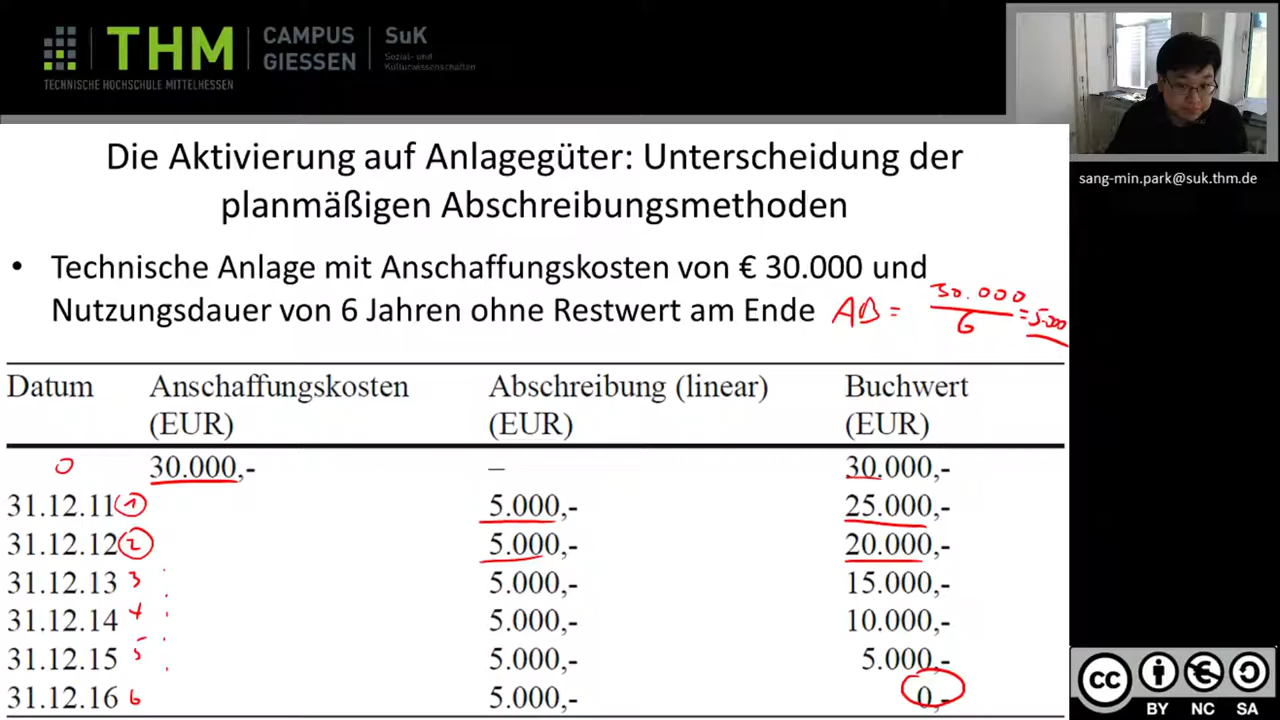 THM
CAMPUS
GIESSEN
SuK
Sozial- und
Kulturwissenschaften
TECHNISCHE HOCHSCHULE MITTELHESSEN
sang-min.park@suk.thm.de
Die Aktivierung auf Anlagegüter: Unterscheidung der
planmäßigen Abschreibungsmethoden
• Technische Anlage mit Anschaffungskosten von € 30.000 und
Nutzungsdauer von 6 Jahren ohne Restwert am Ende
AB = 30.000 / 6 = 5.000
Datum Anschaffungskosten (EUR) Abschreibung (linear) (EUR) Buchwert (EUR)
0 30.000,- – 30.000,-
31.12.11 1 5.000,- 25.000,-
31.12.12 2 5.000,- 20.000,-
31.12.13 3 5.000,- 15.000,-
31.12.14 4 5.000,- 10.000,-
31.12.15 5 5.000,- 5.000,-
31.12.16 6 5.000,- 0,-
cc
BY NC SA